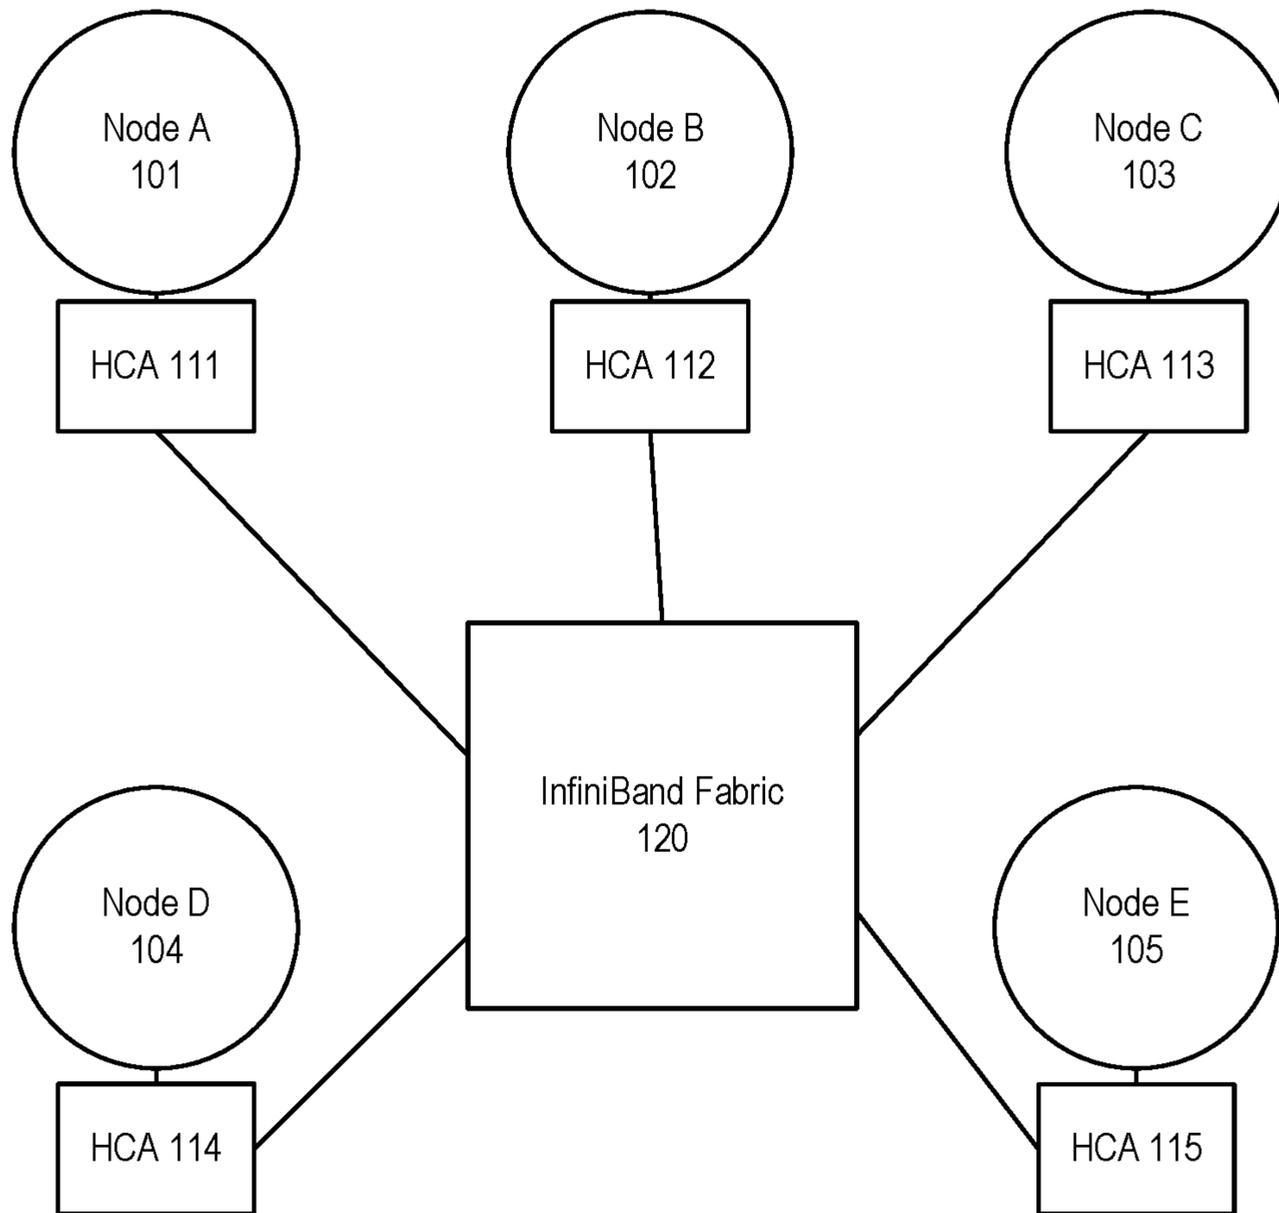 Node A
101
Node B
102
Node C
103
HCA 111
HCA 112
HCA 113
InfiniBand Fabric
120
Node D
104
Node E
105
HCA 114
HCA 115